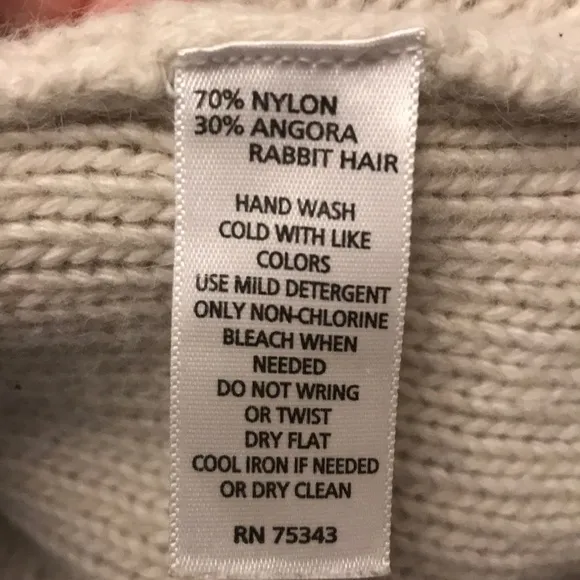 70% NYLON
30% ANGORA
RABBIT HAIR
HAND WASH
COLD WITH LIKE
COLORS
USE MILD DETERGENT
ONLY NON-CHLORINE
BLEACH WHEN
NEEDED
DO NOT WRING
OR TWIST
DRY FLAT
COOL IRON IF NEEDED
OR DRY CLEAN
RN 75343